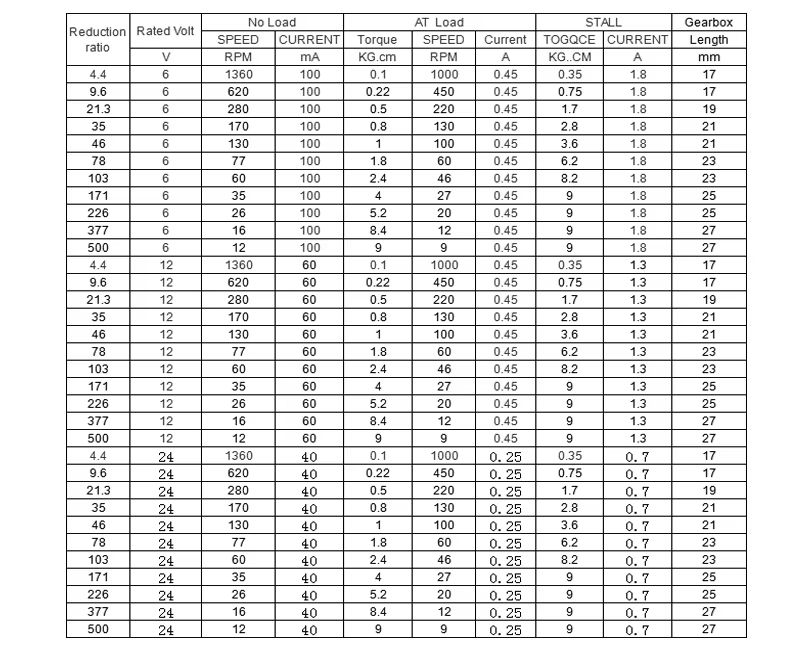 Reduction ratio Rated Volt No Load AT Load STALL Gearbox
SPEED CURRENT Torque SPEED Current TOGQCE CURRENT Length
V RPM mA KG.cm RPM A KG..CM A mm
4.4 6 1360 100 0.1 1000 0.45 0.35 1.8 17
9.6 6 620 100 0.22 450 0.45 0.75 1.8 17
21.3 6 280 100 0.5 220 0.45 1.7 1.8 19
35 6 170 100 0.8 130 0.45 2.8 1.8 21
46 6 130 100 1 100 0.45 3.6 1.8 21
78 6 77 100 1.8 60 0.45 6.2 1.8 23
103 6 60 100 2.4 46 0.45 8.2 1.8 23
171 6 35 100 4 27 0.45 9 1.8 25
226 6 26 100 5.2 20 0.45 9 1.8 25
377 6 16 100 8.4 12 0.45 9 1.8 27
500 6 12 100 9 9 0.45 9 1.8 27
4.4 12 1360 60 0.1 1000 0.45 0.35 1.3 17
9.6 12 620 60 0.22 450 0.45 0.75 1.3 17
21.3 12 280 60 0.5 220 0.45 1.7 1.3 19
35 12 170 60 0.8 130 0.45 2.8 1.3 21
46 12 130 60 1 100 0.45 3.6 1.3 21
78 12 77 60 1.8 60 0.45 6.2 1.3 23
103 12 60 60 2.4 46 0.45 8.2 1.3 23
171 12 35 60 4 27 0.45 9 1.3 25
226 12 26 60 5.2 20 0.45 9 1.3 25
377 12 16 60 8.4 12 0.45 9 1.3 27
500 12 12 60 9 9 0.45 9 1.3 27
4.4 24 1360 40 0.1 1000 0.25 0.35 0.7 17
9.6 24 620 40 0.22 450 0.25 0.75 0.7 17
21.3 24 280 40 0.5 220 0.25 1.7 0.7 19
35 24 170 40 0.8 130 0.25 2.8 0.7 21
46 24 130 40 1 100 0.25 3.6 0.7 21
78 24 77 40 1.8 60 0.25 6.2 0.7 23
103 24 60 40 2.4 46 0.25 8.2 0.7 23
171 24 35 40 4 27 0.25 9 0.7 25
226 24 26 40 5.2 20 0.25 9 0.7 25
377 24 16 40 8.4 12 0.25 9 0.7 27
500 24 12 40 9 9 0.25 9 0.7 27